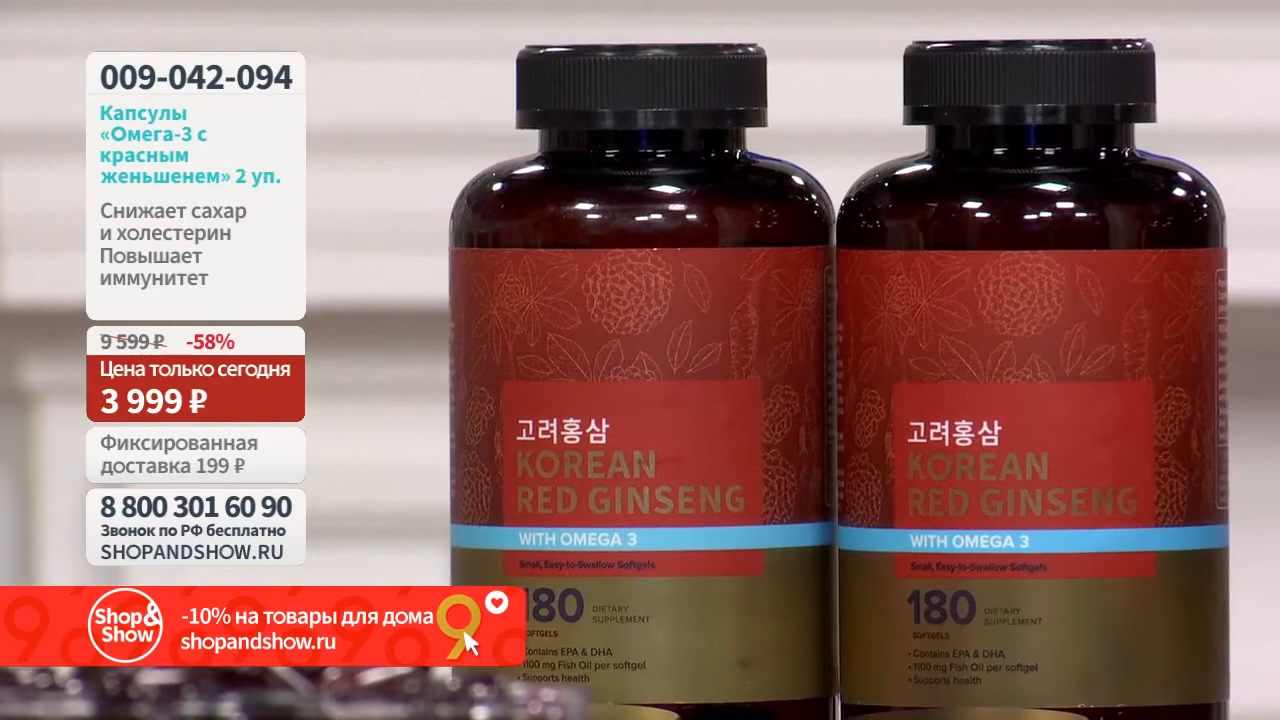 009-042-094
Капсулы
«Омега-3 с
красным
женьшенем» 2 уп.
Снижает сахар
и холестерин
Повышает
иммунитет
9 599 ₽ -58%
Цена только сегодня
3 999 ₽
Фиксированная
доставка 199 ₽
8 800 301 60 90
Звонок по РФ бесплатно
SHOPANDSHOW.RU
Shop&
Show
-10% на товары для дома
shopandshow.ru
9
고려홍삼
KOREAN
RED GINSENG
WITH OMEGA 3
Small, Easy-to-Swallow Softgels
180 DIETARY
SUPPLEMENT
SOFTGELS
Contains EPA & DHA
1100 mg Fish Oil per softgel
• Supports health
고려홍삼
KOREAN
RED GINSENG
WITH OMEGA 3
Small, Easy-to-Swallow Softgels
180 DIETARY
SUPPLEMENT
SOFTGELS
• Contains EPA & DHA
• 1100 mg Fish Oil per softgel
• Supports health